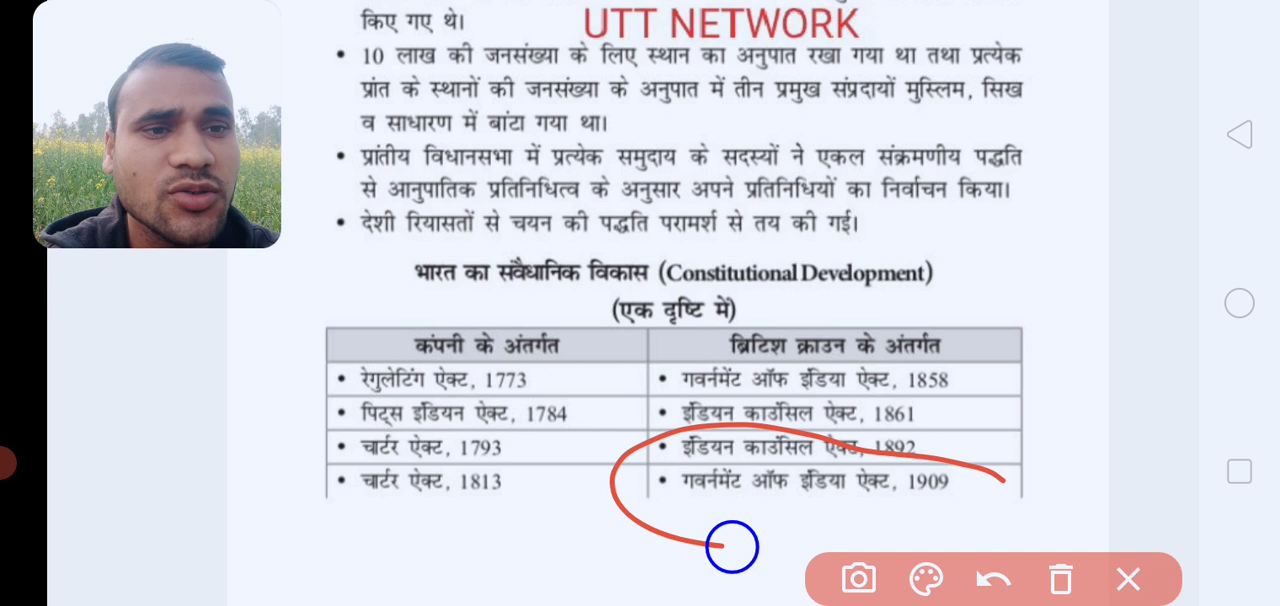 किए गए थे।
UTT NETWORK
• 10 लाख की जनसंख्या के लिए स्थान का अनुपात रखा गया था तथा प्रत्येक
प्रांत के स्थानों की जनसंख्या के अनुपात में तीन प्रमुख संप्रदायों मुस्लिम, सिख
व साधारण में बांटा गया था।
• प्रांतीय विधानसभा में प्रत्येक समुदाय के सदस्यों ने एकल संक्रमणीय पद्धति
से आनुपातिक प्रतिनिधित्व के अनुसार अपने प्रतिनिधियों का निर्वाचन किया।
• देशी रियासतों से चयन की पद्धति परामर्श से तय की गई।
भारत का संवैधानिक विकास (Constitutional Development)
(एक दृष्टि में)
कंपनी के अंतर्गत ब्रिटिश क्राउन के अंतर्गत
• रेगुलेटिंग ऐक्ट, 1773 • गवर्नमेंट ऑफ इंडिया ऐक्ट, 1858
• पिट्स इंडियन ऐक्ट, 1784 • इंडियन काउंसिल ऐक्ट, 1861
• चार्टर ऐक्ट, 1793 • इंडियन काउंसिल ऐक्ट, 1892
• चार्टर ऐक्ट, 1813 • गवर्नमेंट ऑफ इंडिया ऐक्ट, 1909